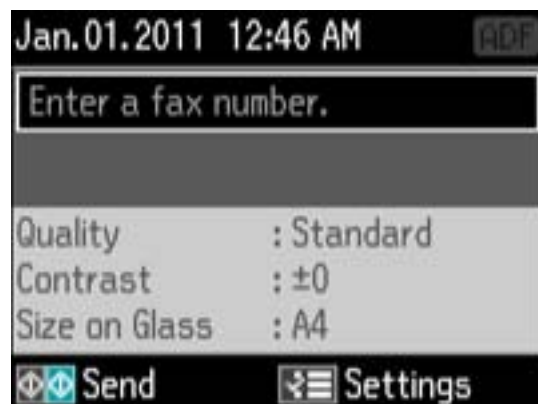 Jan.01.2011 12:46 AM ADF
Enter a fax number.
Quality : Standard
Contrast : ±0
Size on Glass : A4
Send Settings